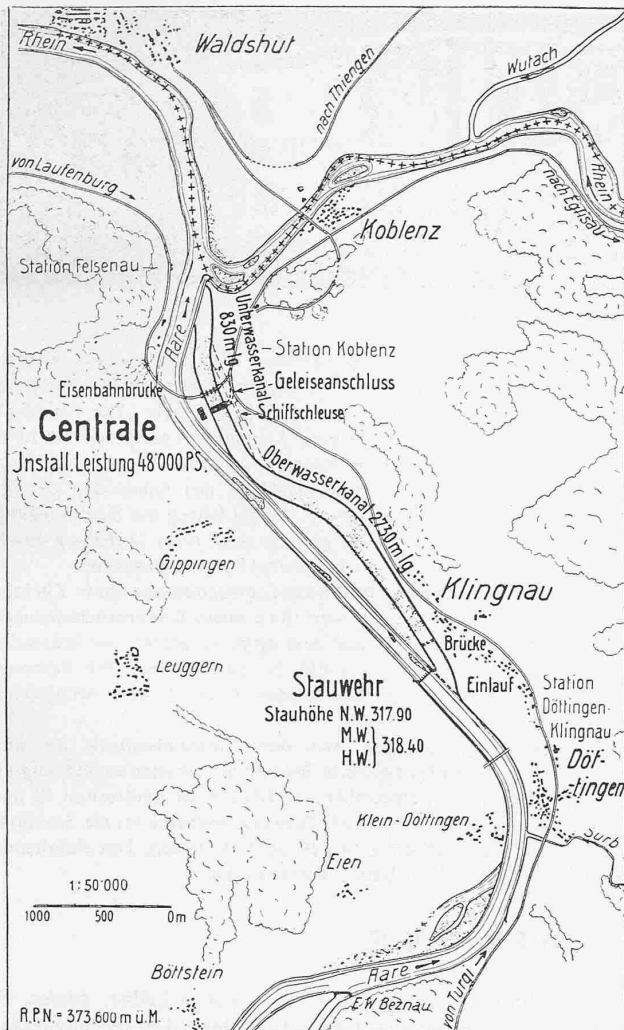 Waldshut
Rhein
nach Thiengen
Wutach
von Laufenburg
Rhein
nach Eglisau
Koblenz
Station Felsenau
Aare
Unterwasserkanal
830 m lg.
Station Koblenz
Geleiseanschluss
Eisenbahnbrücke
Schiffschleuse
Centrale
Jnstall. Leistung 48'000 PS.
Oberwasserkanal 2730 m lg.
Gippingen
Klingnau
Brücke
Leuggern
Einlauf
Stauwehr
Stauhöhe N.W. 317.90
M.W.
H.W. } 318.40
Station
Döttingen-
Klingnau
Döt-
tingen
Klein-Döttingen
Surb
Eien
1:50'000
1000 500 0m
Böttstein
Aare
E.W. Beznau
von Turgi
R.P.N. = 373,600 m ü.M.